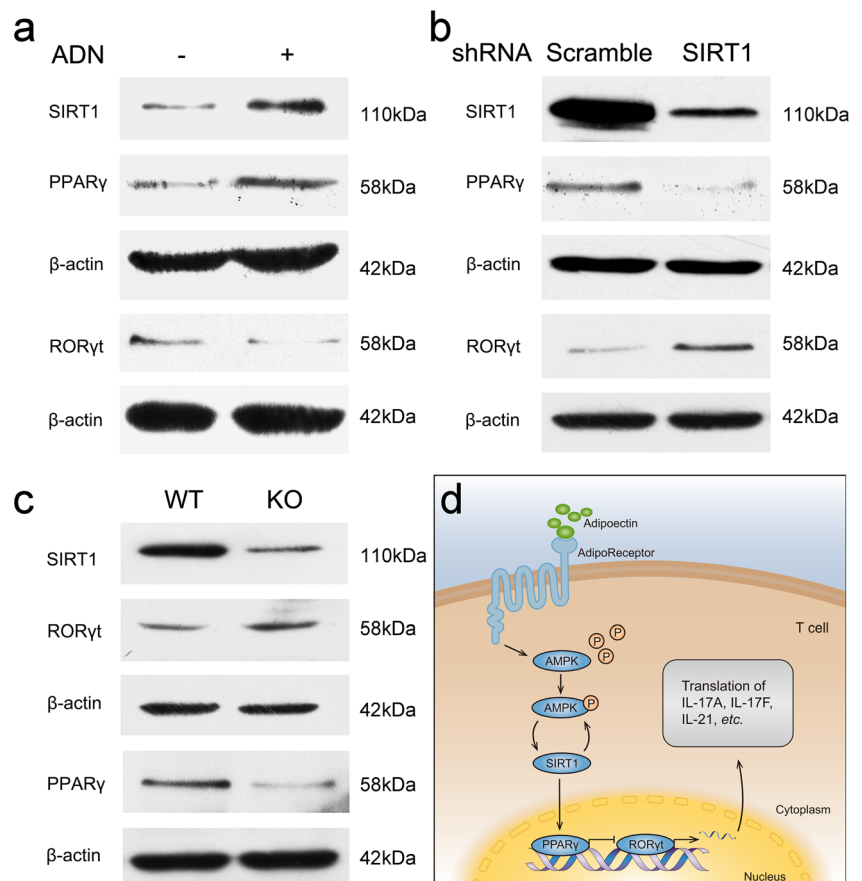 a
ADN - +
SIRT1 110kDa
PPARγ 58kDa
β-actin 42kDa
RORγt 58kDa
β-actin 42kDa
b
shRNA Scramble SIRT1
SIRT1 110kDa
PPARγ 58kDa
β-actin 42kDa
RORγt 58kDa
β-actin 42kDa
c
WT KO
SIRT1 110kDa
RORγt 58kDa
β-actin 42kDa
PPARγ 58kDa
β-actin 42kDa
d
Adipoectin
AdipoReceptor
T cell
P
P
P
AMPK
AMPK P
SIRT1
Translation of
IL-17A, IL-17F,
IL-21, etc.
Cytoplasm
PPARγ RORγt
Nucleus